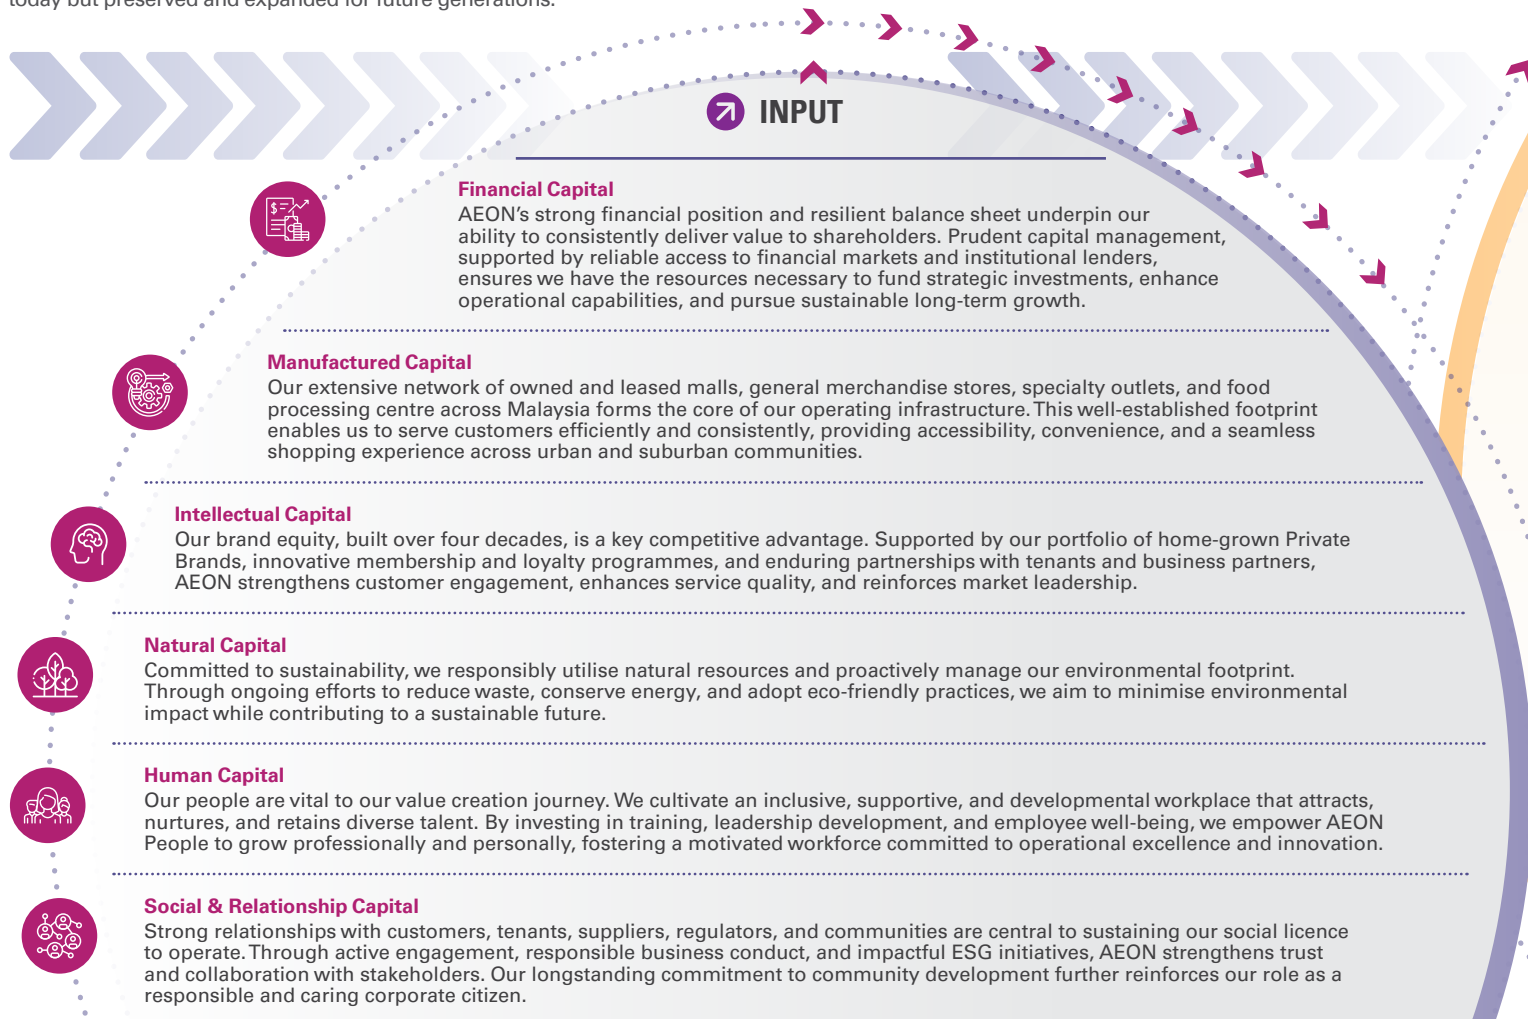 today but preserved and expanded for future generations.
INPUT
Financial Capital
AEON's strong financial position and resilient balance sheet underpin our
ability to consistently deliver value to shareholders. Prudent capital management,
supported by reliable access to financial markets and institutional lenders,
ensures we have the resources necessary to fund strategic investments, enhance
operational capabilities, and pursue sustainable long-term growth.
Manufactured Capital
Our extensive network of owned and leased malls, general merchandise stores, specialty outlets, and food
processing centre across Malaysia forms the core of our operating infrastructure. This well-established footprint
enables us to serve customers efficiently and consistently, providing accessibility, convenience, and a seamless
shopping experience across urban and suburban communities.
Intellectual Capital
Our brand equity, built over four decades, is a key competitive advantage. Supported by our portfolio of home-grown Private
Brands, innovative membership and loyalty programmes, and enduring partnerships with tenants and business partners,
AEON strengthens customer engagement, enhances service quality, and reinforces market leadership.
Natural Capital
Committed to sustainability, we responsibly utilise natural resources and proactively manage our environmental footprint.
Through ongoing efforts to reduce waste, conserve energy, and adopt eco-friendly practices, we aim to minimise environmental
impact while contributing to a sustainable future.
Human Capital
Our people are vital to our value creation journey. We cultivate an inclusive, supportive, and developmental workplace that attracts,
nurtures, and retains diverse talent. By investing in training, leadership development, and employee well-being, we empower AEON
People to grow professionally and personally, fostering a motivated workforce committed to operational excellence and innovation.
Social & Relationship Capital
Strong relationships with customers, tenants, suppliers, regulators, and communities are central to sustaining our social licence
to operate. Through active engagement, responsible business conduct, and impactful ESG initiatives, AEON strengthens trust
and collaboration with stakeholders. Our longstanding commitment to community development further reinforces our role as a
responsible and caring corporate citizen.